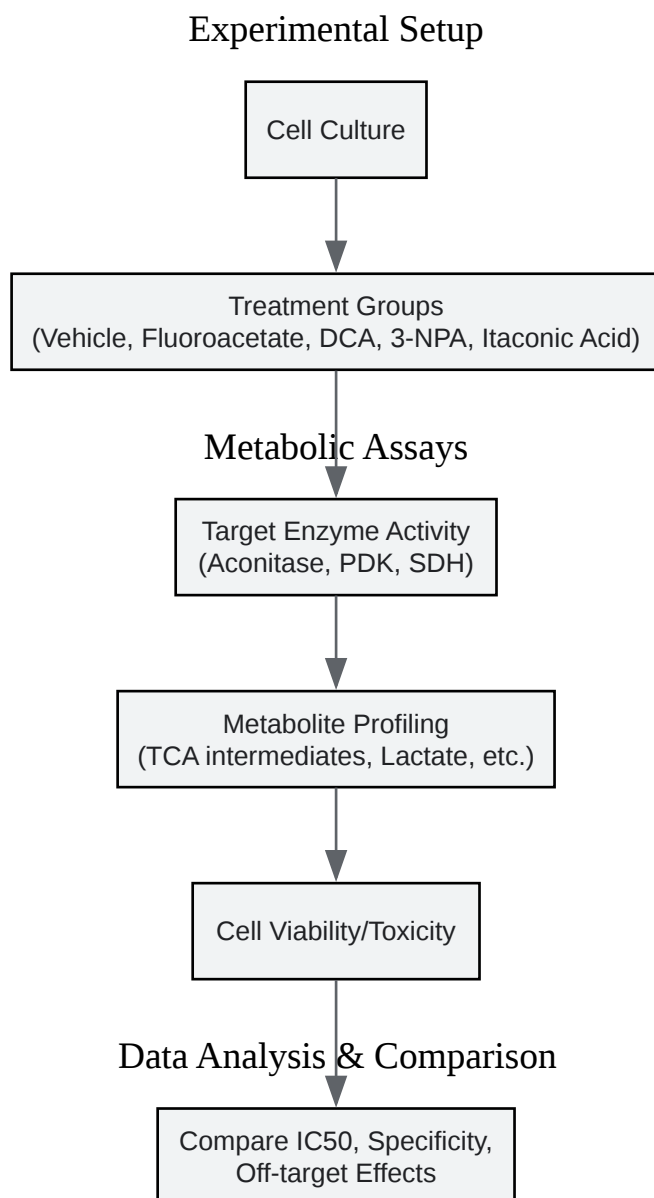 Experimental Setup
Cell Culture
Treatment Groups
(Vehicle, Fluoroacetate, DCA, 3-NPA, Itaconic Acid)
Metabolic Assays
Target Enzyme Activity
(Aconitase, PDK, SDH)
Metabolite Profiling
(TCA intermediates, Lactate, etc.)
Cell Viability/Toxicity
Data Analysis & Comparison
Compare IC50, Specificity,
Off-target Effects